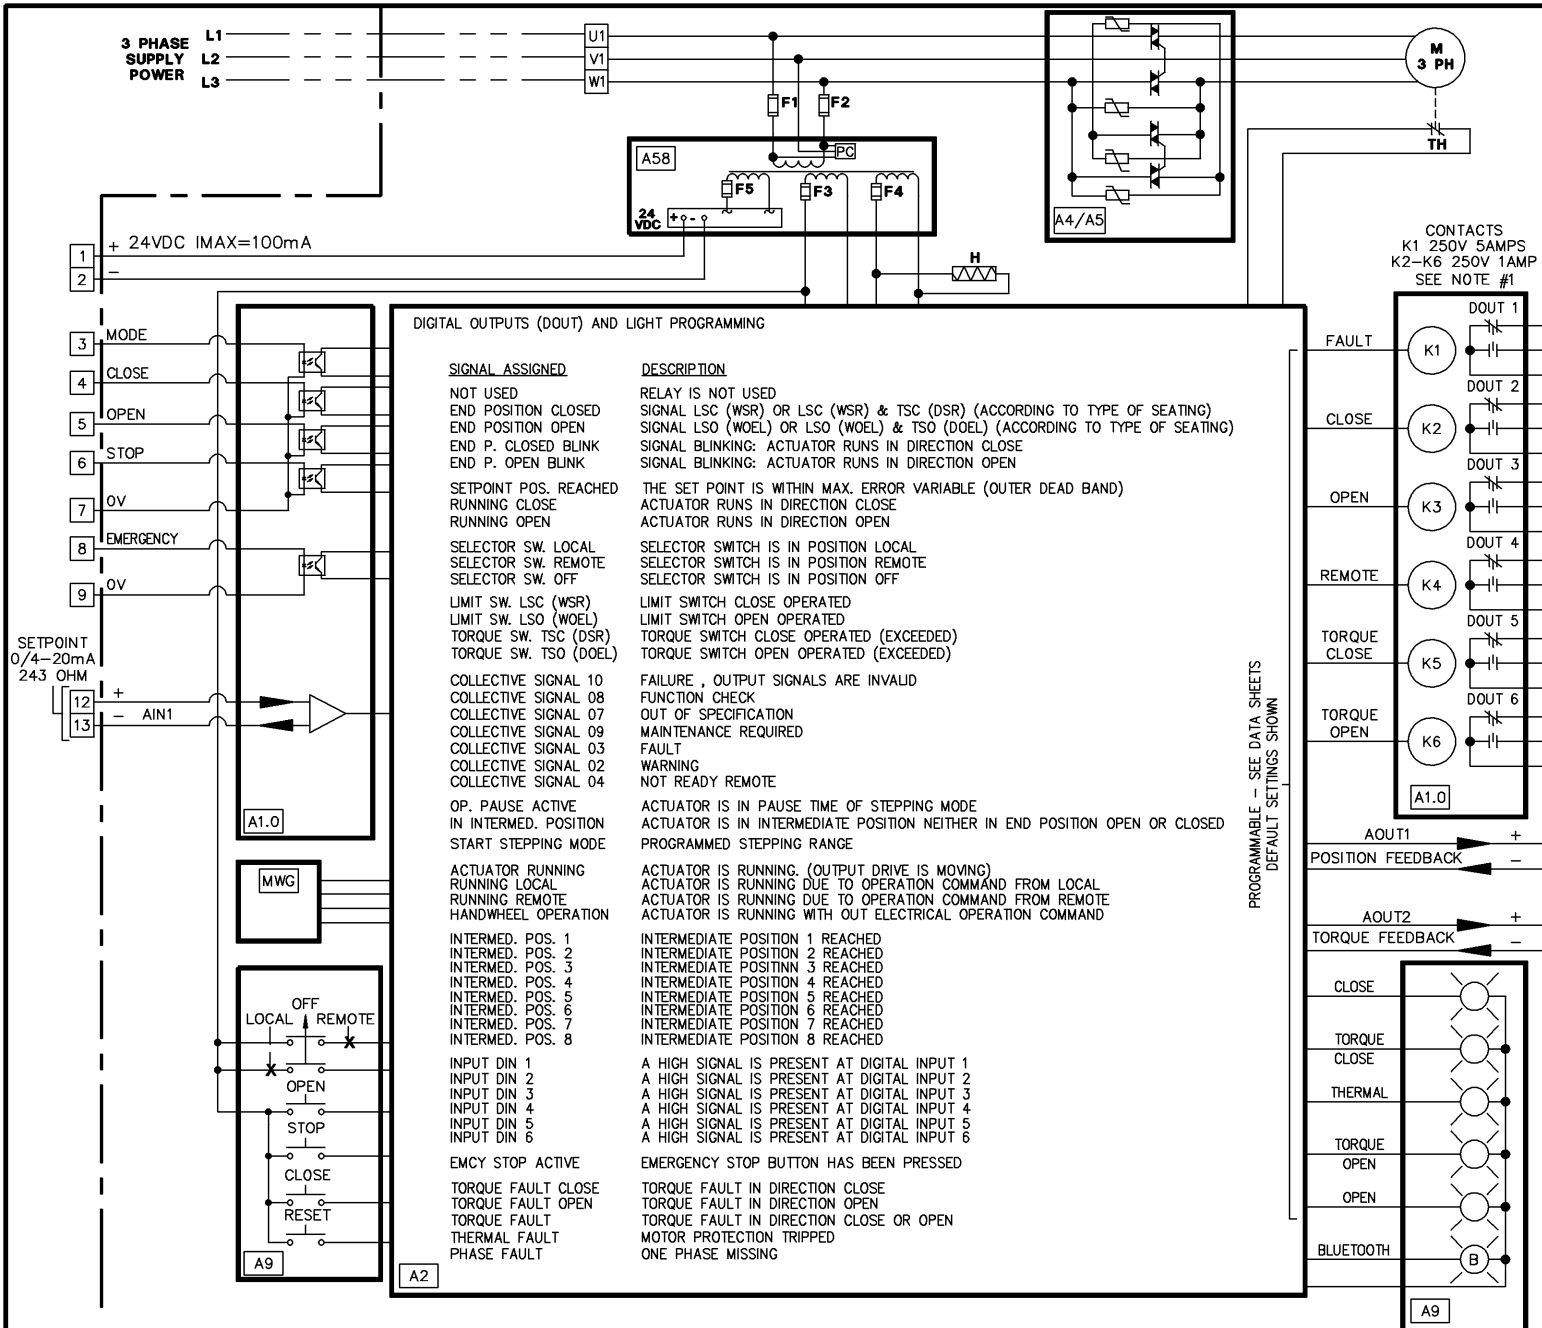 3 PHASE
SUPPLY
POWER
L1
L2
L3
U1
V1
W1
F1
F2
A58
PC
F5
F3
F4
24
VDC
+ -
A4/A5
M
3 PH
TH
H
1
+ 24VDC IMAX=100mA
2
-
3 MODE
4 CLOSE
5 OPEN
6 STOP
7 0V
8 EMERGENCY
9 0V
SETPOINT
0/4-20mA
243 OHM
12 +
13 - AIN1
A1.0
MWG
OFF
LOCAL REMOTE
X
X
OPEN
STOP
CLOSE
RESET
A9
DIGITAL OUTPUTS (DOUT) AND LIGHT PROGRAMMING
SIGNAL ASSIGNED DESCRIPTION
NOT USED RELAY IS NOT USED
END POSITION CLOSED SIGNAL LSC (WSR) OR LSC (WSR) & TSC (DSR) (ACCORDING TO TYPE OF SEATING)
END POSITION OPEN SIGNAL LSO (WOEL) OR LSO (WOEL) & TSO (DOEL) (ACCORDING TO TYPE OF SEATING)
END P. CLOSED BLINK SIGNAL BLINKING: ACTUATOR RUNS IN DIRECTION CLOSE
END P. OPEN BLINK SIGNAL BLINKING: ACTUATOR RUNS IN DIRECTION OPEN
SETPOINT POS. REACHED THE SET POINT IS WITHIN MAX. ERROR VARIABLE (OUTER DEAD BAND)
RUNNING CLOSE ACTUATOR RUNS IN DIRECTION CLOSE
RUNNING OPEN ACTUATOR RUNS IN DIRECTION OPEN
SELECTOR SW. LOCAL SELECTOR SWITCH IS IN POSITION LOCAL
SELECTOR SW. REMOTE SELECTOR SWITCH IS IN POSITION REMOTE
SELECTOR SW. OFF SELECTOR SWITCH IS IN POSITION OFF
LIMIT SW. LSC (WSR) LIMIT SWITCH CLOSE OPERATED
LIMIT SW. LSO (WOEL) LIMIT SWITCH OPEN OPERATED
TORQUE SW. TSC (DSR) TORQUE SWITCH CLOSE OPERATED (EXCEEDED)
TORQUE SW. TSO (DOEL) TORQUE SWITCH OPEN OPERATED (EXCEEDED)
COLLECTIVE SIGNAL 10 FAILURE , OUTPUT SIGNALS ARE INVALID
COLLECTIVE SIGNAL 08 FUNCTION CHECK
COLLECTIVE SIGNAL 07 OUT OF SPECIFICATION
COLLECTIVE SIGNAL 09 MAINTENANCE REQUIRED
COLLECTIVE SIGNAL 03 FAULT
COLLECTIVE SIGNAL 02 WARNING
COLLECTIVE SIGNAL 04 NOT READY REMOTE
OP. PAUSE ACTIVE ACTUATOR IS IN PAUSE TIME OF STEPPING MODE
IN INTERMED. POSITION ACTUATOR IS IN INTERMEDIATE POSITION NEITHER IN END POSITION OPEN OR CLOSED
START STEPPING MODE PROGRAMMED STEPPING RANGE
ACTUATOR RUNNING ACTUATOR IS RUNNING. (OUTPUT DRIVE IS MOVING)
RUNNING LOCAL ACTUATOR IS RUNNING DUE TO OPERATION COMMAND FROM LOCAL
RUNNING REMOTE ACTUATOR IS RUNNING DUE TO OPERATION COMMAND FROM REMOTE
HANDWHEEL OPERATION ACTUATOR IS RUNNING WITH OUT ELECTRICAL OPERATION COMMAND
INTERMED. POS. 1 INTERMEDIATE POSITION 1 REACHED
INTERMED. POS. 2 INTERMEDIATE POSITION 2 REACHED
INTERMED. POS. 3 INTERMEDIATE POSITINN 3 REACHED
INTERMED. POS. 4 INTERMEDIATE POSITION 4 REACHED
INTERMED. POS. 5 INTERMEDIATE POSITION 5 REACHED
INTERMED. POS. 6 INTERMEDIATE POSITION 6 REACHED
INTERMED. POS. 7 INTERMEDIATE POSITION 7 REACHED
INTERMED. POS. 8 INTERMEDIATE POSITION 8 REACHED
INPUT DIN 1 A HIGH SIGNAL IS PRESENT AT DIGITAL INPUT 1
INPUT DIN 2 A HIGH SIGNAL IS PRESENT AT DIGITAL INPUT 2
INPUT DIN 3 A HIGH SIGNAL IS PRESENT AT DIGITAL INPUT 3
INPUT DIN 4 A HIGH SIGNAL IS PRESENT AT DIGITAL INPUT 4
INPUT DIN 5 A HIGH SIGNAL IS PRESENT AT DIGITAL INPUT 5
INPUT DIN 6 A HIGH SIGNAL IS PRESENT AT DIGITAL INPUT 6
EMCY STOP ACTIVE EMERGENCY STOP BUTTON HAS BEEN PRESSED
TORQUE FAULT CLOSE TORQUE FAULT IN DIRECTION CLOSE
TORQUE FAULT OPEN TORQUE FAULT IN DIRECTION OPEN
TORQUE FAULT TORQUE FAULT IN DIRECTION CLOSE OR OPEN
THERMAL FAULT MOTOR PROTECTION TRIPPED
PHASE FAULT ONE PHASE MISSING
A2
PROGRAMMABLE - SEE DATA SHEETS
DEFAULT SETTINGS SHOWN
CONTACTS
K1 250V 5AMPS
K2-K6 250V 1AMP
SEE NOTE #1
DOUT 1
FAULT K1
DOUT 2
CLOSE K2
DOUT 3
OPEN K3
DOUT 4
REMOTE K4
DOUT 5
TORQUE
CLOSE K5
DOUT 6
TORQUE
OPEN K6
A1.0
AOUT1 +
POSITION FEEDBACK -
AOUT2 +
TORQUE FEEDBACK -
CLOSE
TORQUE
CLOSE
THERMAL
TORQUE
OPEN
OPEN
BLUETOOTH B
A9